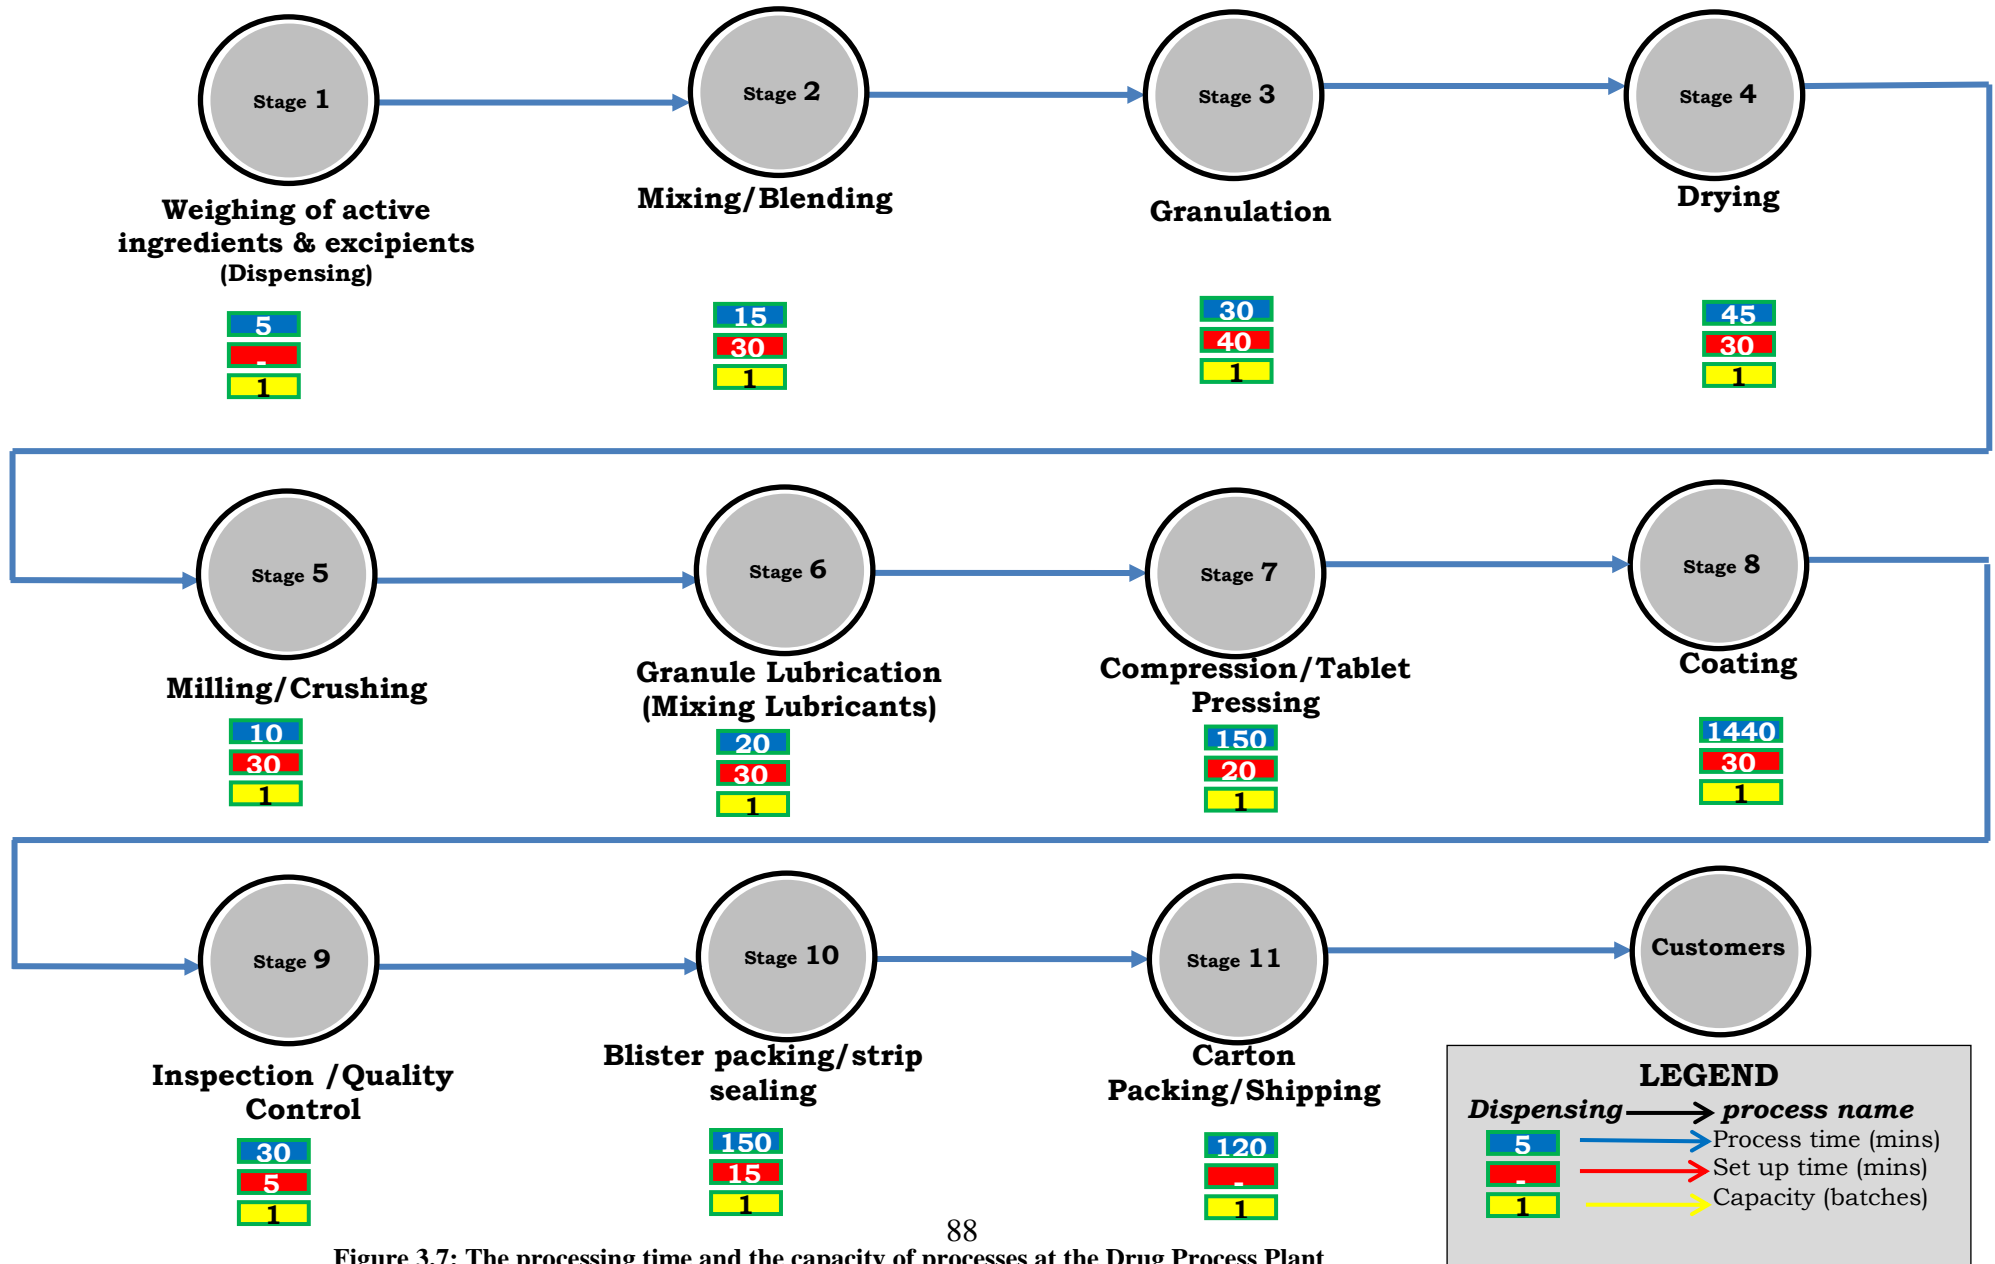 Stage 1
Stage 2
Stage 3
Stage 4
Weighing of active
ingredients & excipients
(Dispensing)
Mixing/Blending
Granulation
Drying
5
-
1
15
30
1
30
40
1
45
30
1
Stage 5
Stage 6
Stage 7
Stage 8
Milling/Crushing
Granule Lubrication
(Mixing Lubricants)
Compression/Tablet
Pressing
Coating
10
30
1
20
30
1
150
20
1
1440
30
1
Stage 9
Stage 10
Stage 11
Customers
Inspection /Quality
Control
Blister packing/strip
sealing
Carton
Packing/Shipping
30
5
1
150
15
1
120
-
1
LEGEND
Dispensing process name
5 Process time (mins)
- Set up time (mins)
1 Capacity (batches)
88
Figure 3.7: The processing time and the capacity of processes at the Drug Process Plant